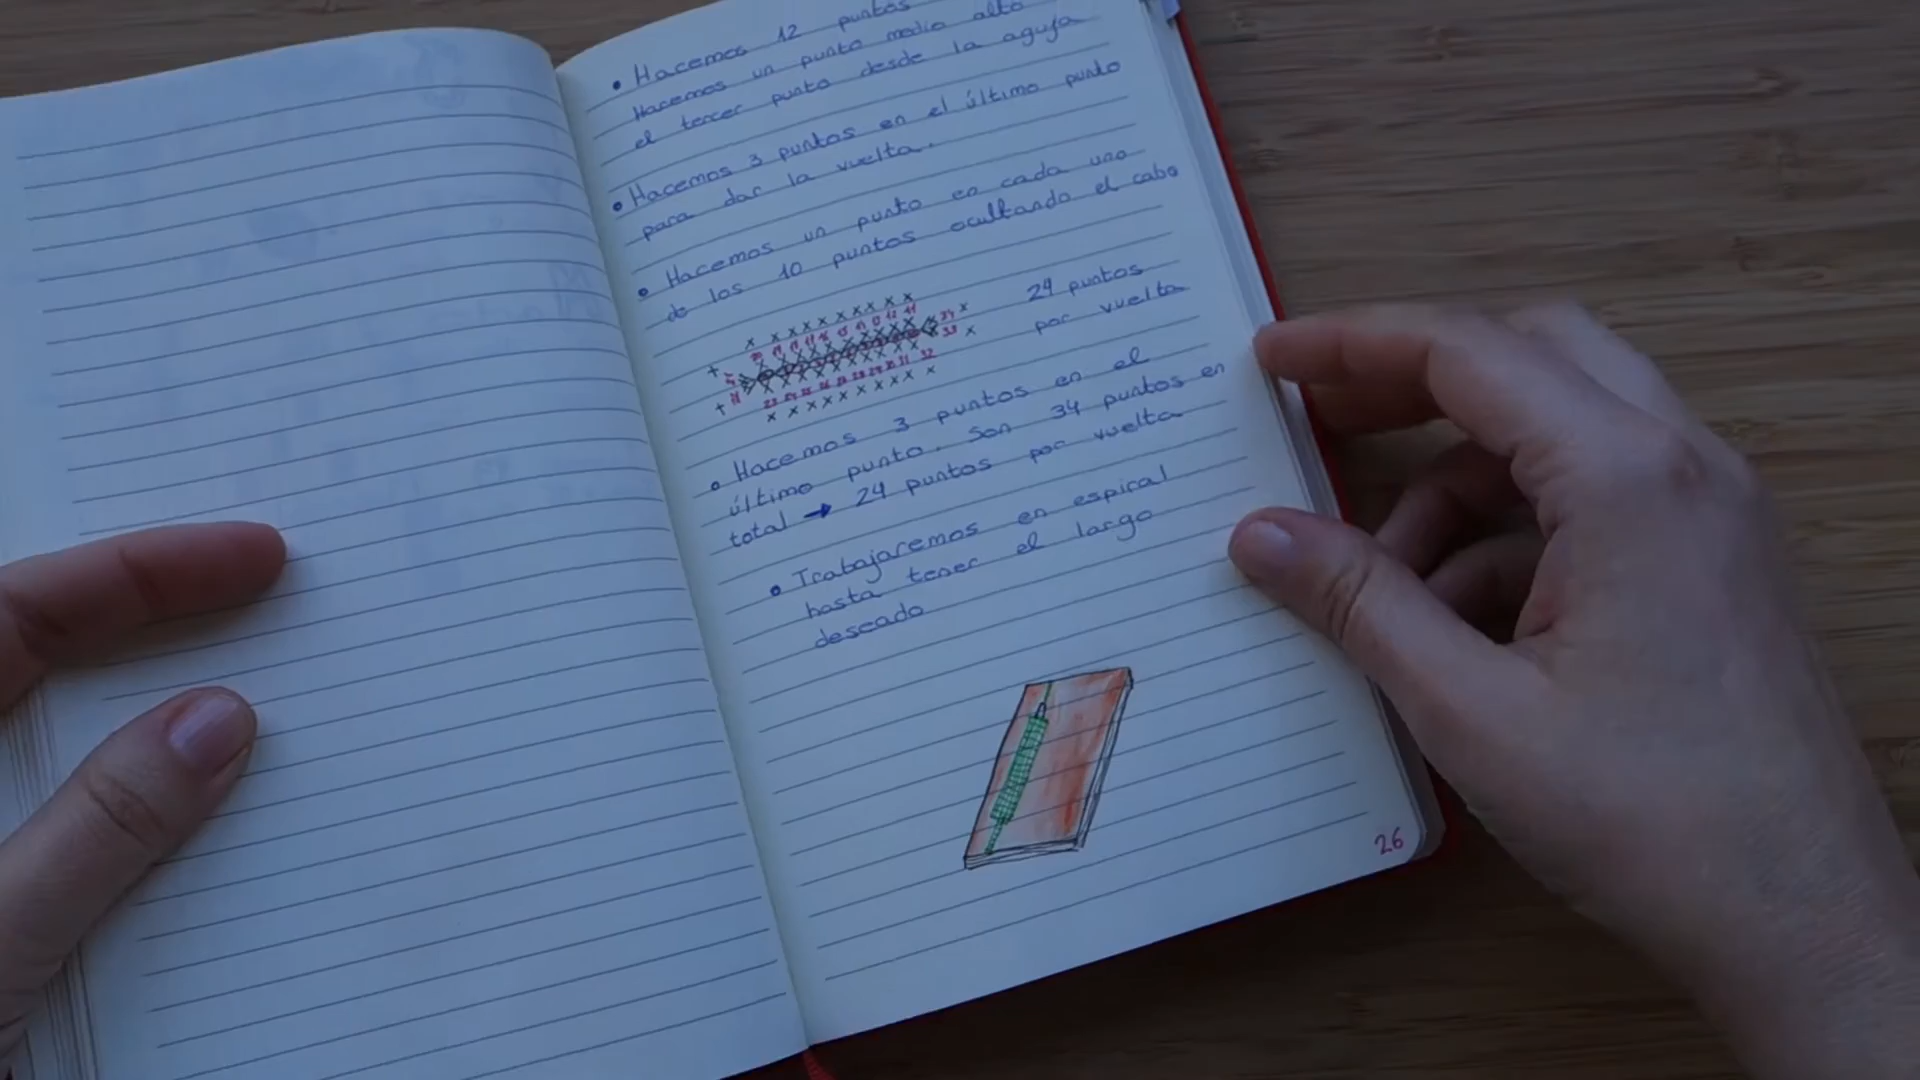 • Hacemos 12 puntos
Hacemos un punto medio alto
el tercer punto desde la aguja
• Hacemos 3 puntos en el último punto
para dar la vuelta.
• Hacemos un punto en cada uno
de los 10 puntos ocultando el cabo
24 puntos
por vuelta
• Hacemos 3 puntos en el
último punto. Son 34 puntos en
total → 24 puntos por vuelta
• Trabajaremos en espiral
hasta tener el largo
deseado
26